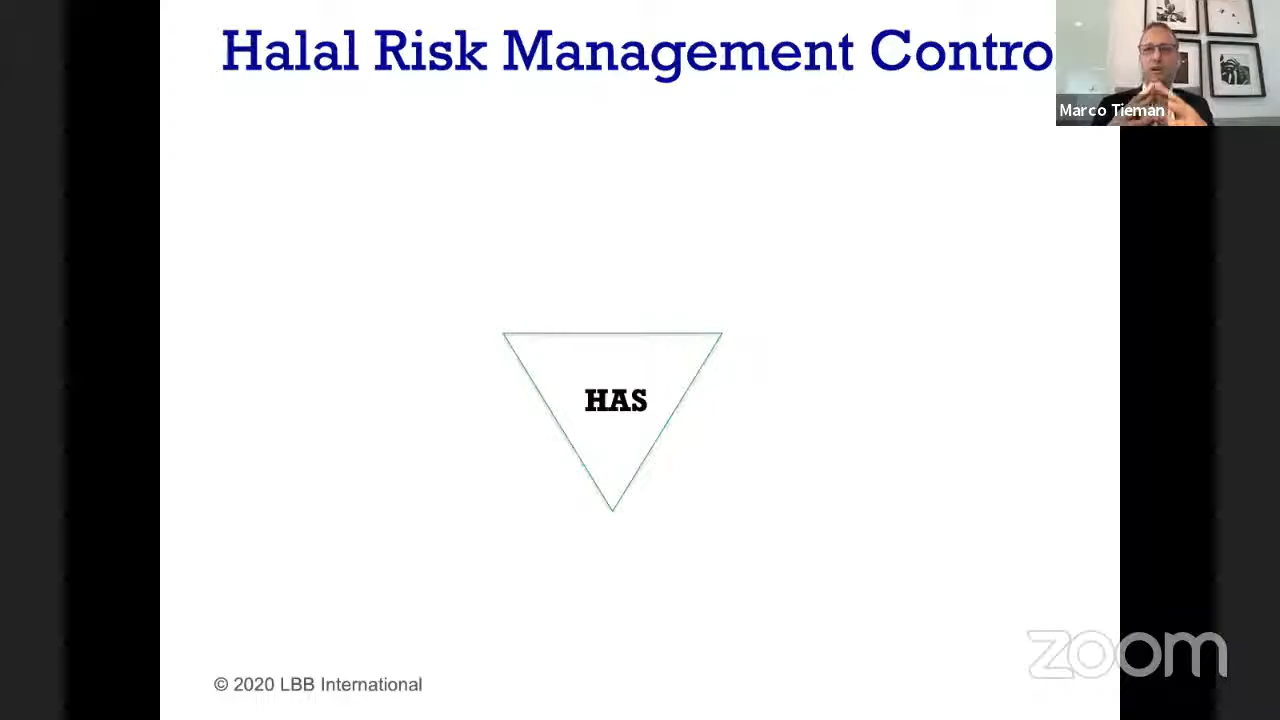 Halal Risk Management Contro
Marco Tieman
HAS
zoom
© 2020 LBB International